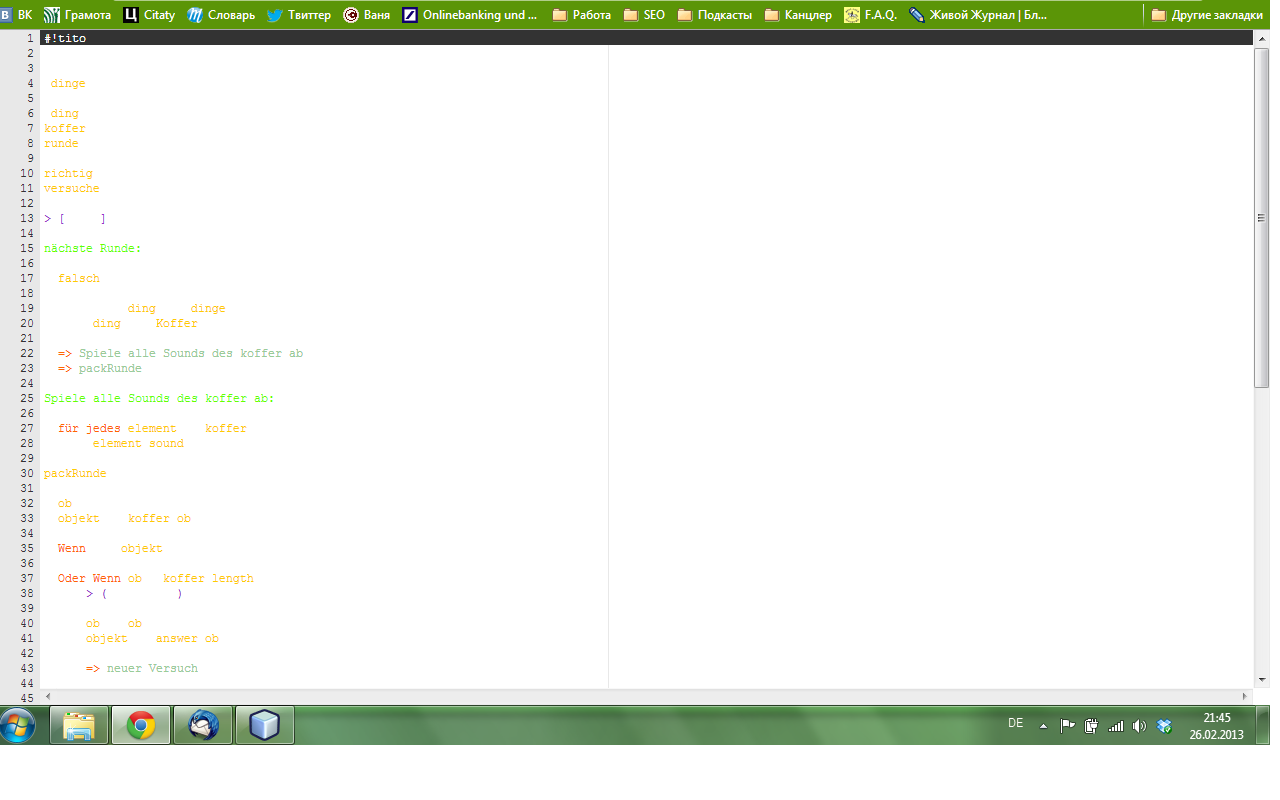 B ВК Грамота Ц Citaty Словарь Твиттер Ваня Onlinebanking und ... Работа SEO Подкасты Канцлер F.A.Q. Живой Журнал | Бл... Другие закладки
1 #!tito
2
3
4 dinge
5
6 ding
7 koffer
8 runde
9
10 richtig
11 versuche
12
13 > [ ]
14
15 nächste Runde:
16
17 falsch
18
19 ding dinge
20 ding Koffer
21
22 => Spiele alle Sounds des koffer ab
23 => packRunde
24
25 Spiele alle Sounds des koffer ab:
26
27 für jedes element koffer
28 element sound
29
30 packRunde
31
32 ob
33 objekt koffer ob
34
35 Wenn objekt
36
37 Oder Wenn ob koffer length
38 > ( )
39
40 ob ob
41 objekt answer ob
42
43 => neuer Versuch
44
45
DE 21:45
26.02.2013